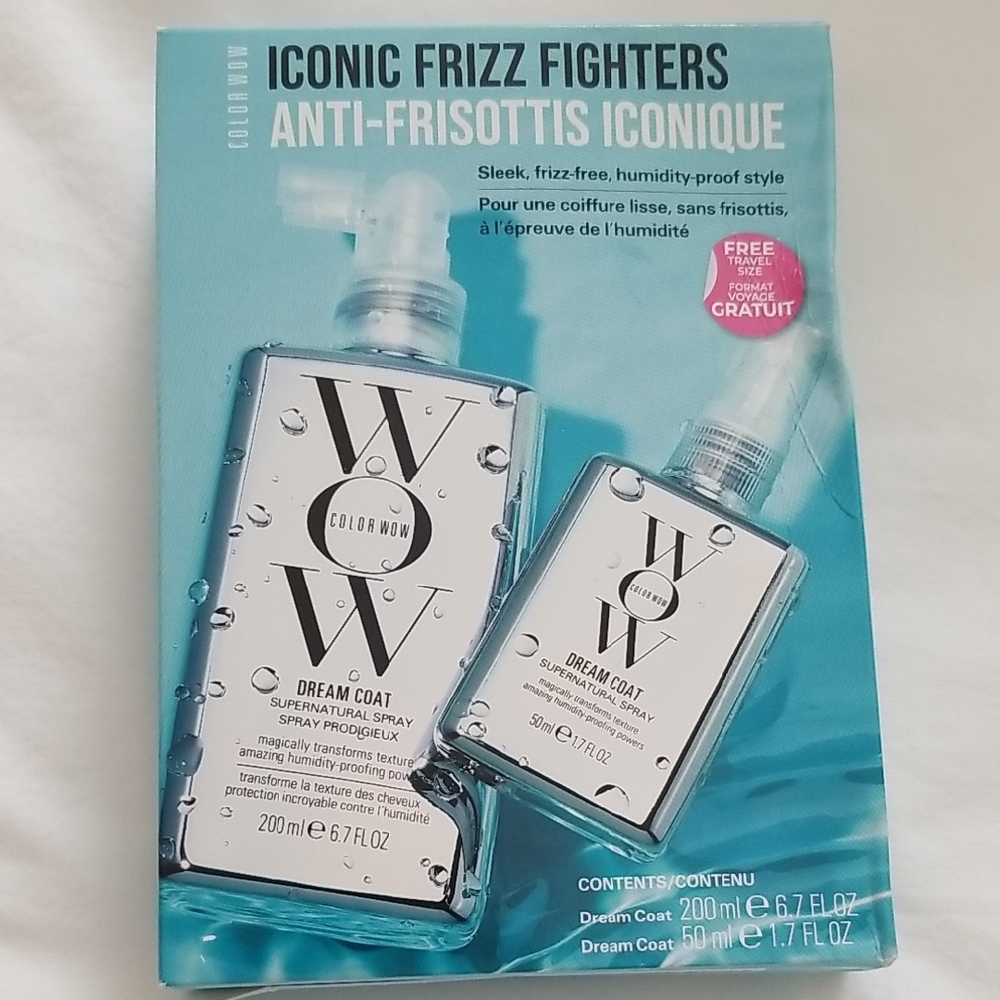 COLOR WOW
ICONIC FRIZZ FIGHTERS
ANTI-FRISOTTIS ICONIQUE
Sleek, frizz-free, humidity-proof style
Pour une coiffure lisse, sans frisottis,
à l'épreuve de l'humidité
FREE
TRAVEL
SIZE
FORMAT
VOYAGE
GRATUIT
W
O
COLOR WOW
W
DREAM COAT
SUPERNATURAL SPRAY
SPRAY PRODIGIEUX
magically transforms texture
amazing humidity-proofing pow
transforme la texture des cheveux
protection incroyable contre l'humidité
200 ml e 6.7 FL OZ
W
O
COLOR WOW
W
DREAM COAT
SUPERNATURAL SPRAY
magically transforms texture
amazing humidity-proofing powers
50 ml e 1.7 FL OZ
CONTENTS/CONTENU
Dream Coat 200 ml e 6.7 FL OZ
Dream Coat 50 ml e 1.7 FL OZ